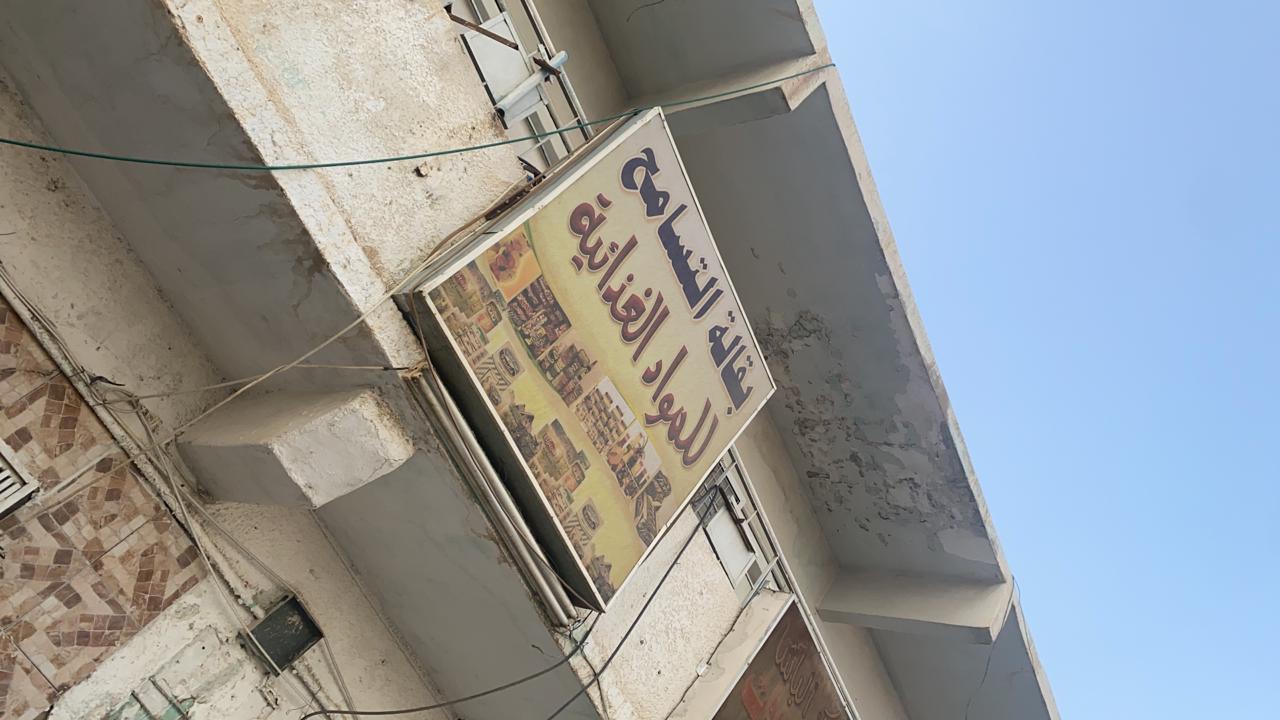 بقالة التسامح
للمواد الغذائية